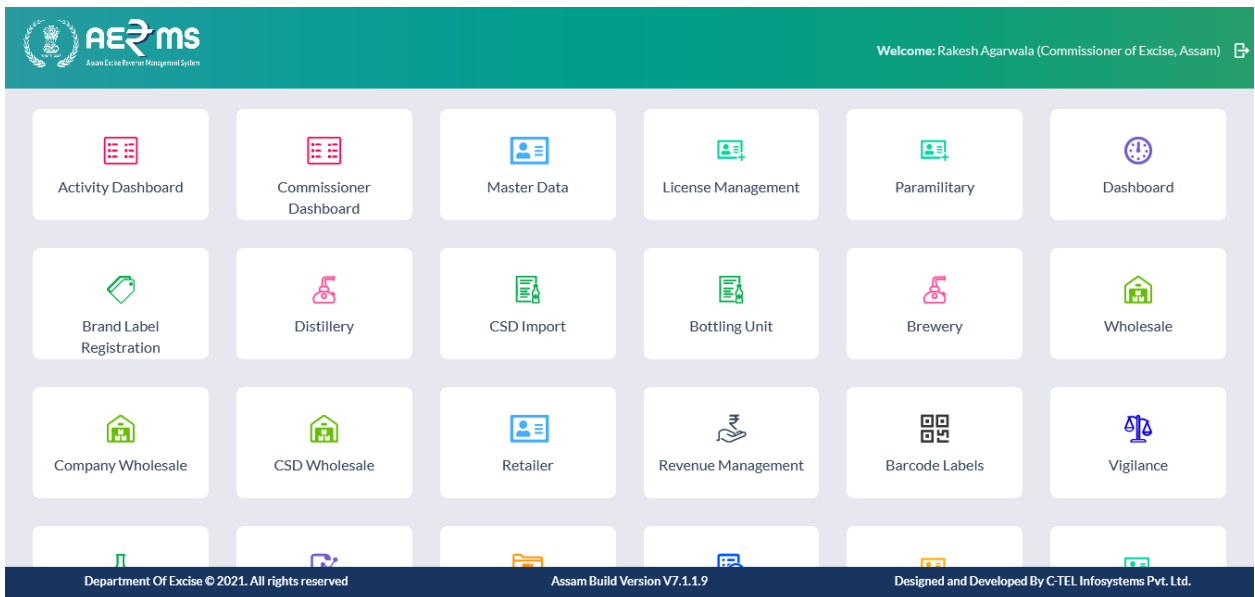 AE₹MS
Assam Excise Revenue Management System
Welcome: Rakesh Agarwala (Commissioner of Excise, Assam)
Activity Dashboard
Commissioner
Dashboard
Master Data
License Management
Paramilitary
Dashboard
Brand Label
Registration
Distillery
CSD Import
Bottling Unit
Brewery
Wholesale
Company Wholesale
CSD Wholesale
Retailer
Revenue Management
Barcode Labels
Vigilance
Department Of Excise © 2021. All rights reserved
Assam Build Version V7.1.1.9
Designed and Developed By C-TEL Infosystems Pvt. Ltd.